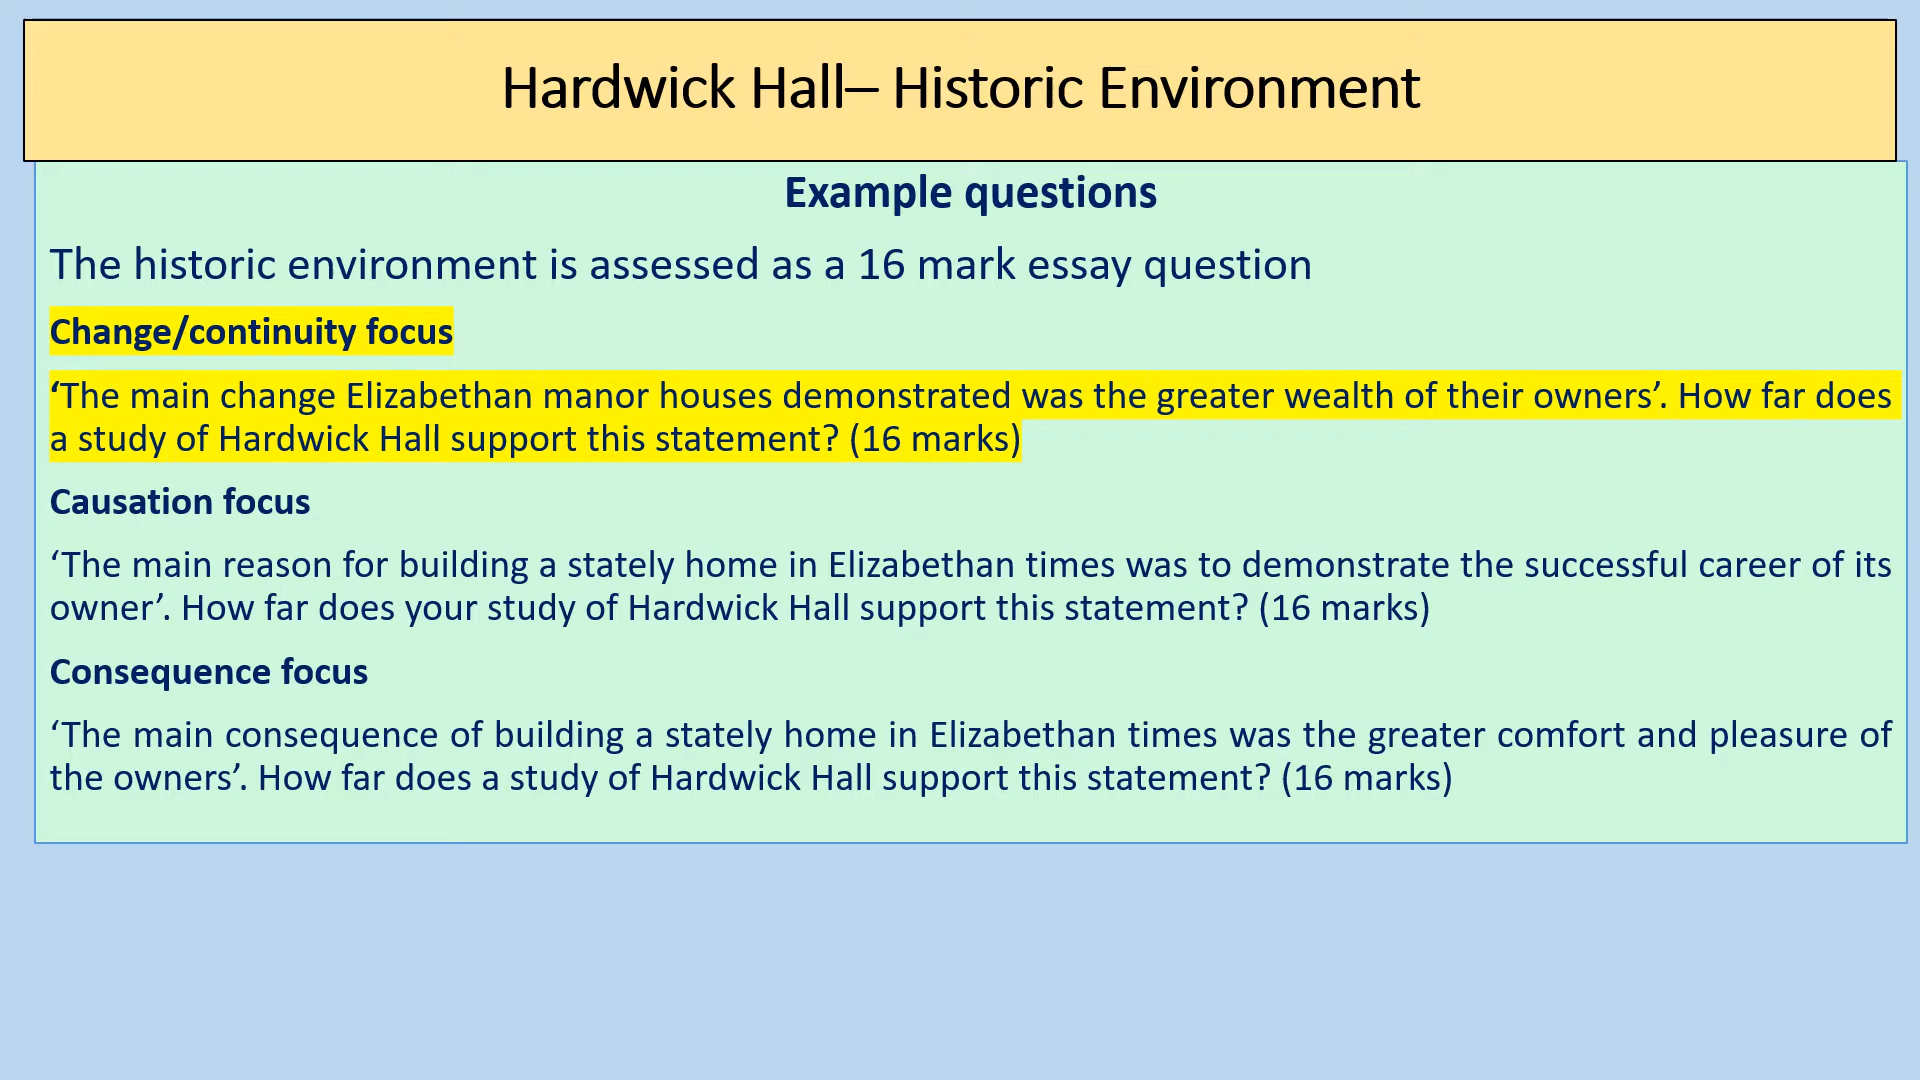 Hardwick Hall– Historic Environment
Example questions
The historic environment is assessed as a 16 mark essay question
Change/continuity focus
‘The main change Elizabethan manor houses demonstrated was the greater wealth of their owners’. How far does
a study of Hardwick Hall support this statement? (16 marks)
Causation focus
‘The main reason for building a stately home in Elizabethan times was to demonstrate the successful career of its
owner’. How far does your study of Hardwick Hall support this statement? (16 marks)
Consequence focus
‘The main consequence of building a stately home in Elizabethan times was the greater comfort and pleasure of
the owners’. How far does a study of Hardwick Hall support this statement? (16 marks)